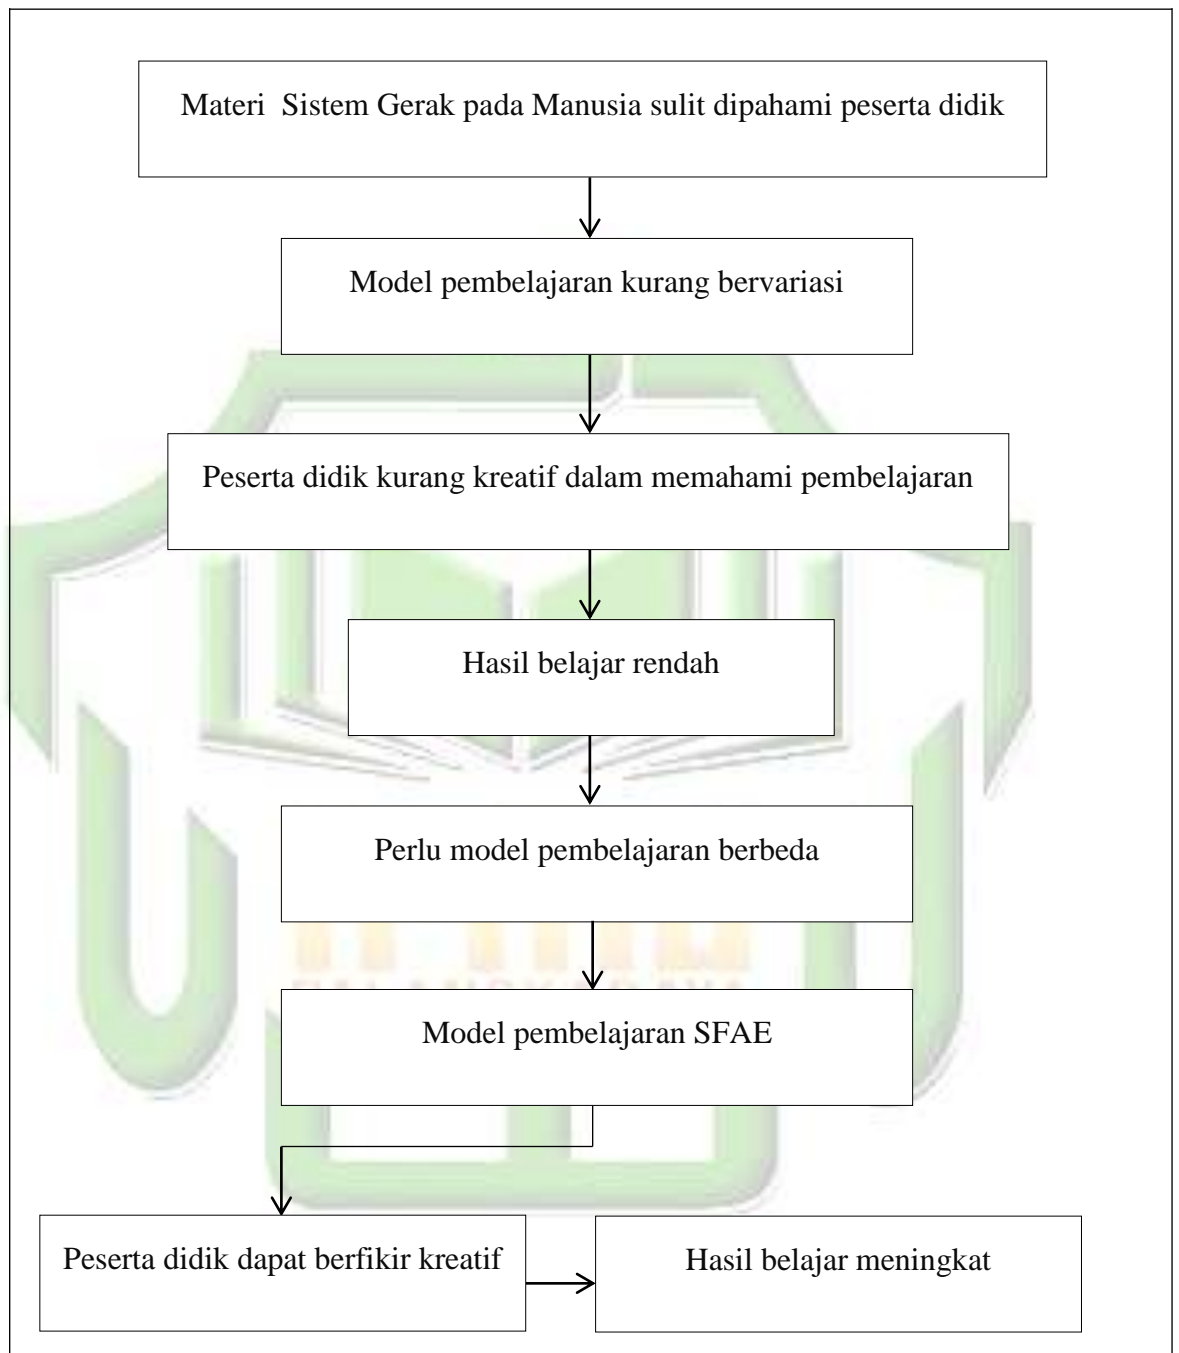 Materi Sistem Gerak pada Manusia sulit dipahami peserta didik
Model pembelajaran kurang bervariasi
Peserta didik kurang kreatif dalam memahami pembelajaran
Hasil belajar rendah
Perlu model pembelajaran berbeda
Model pembelajaran SFAE
Peserta didik dapat berfikir kreatif
Hasil belajar meningkat